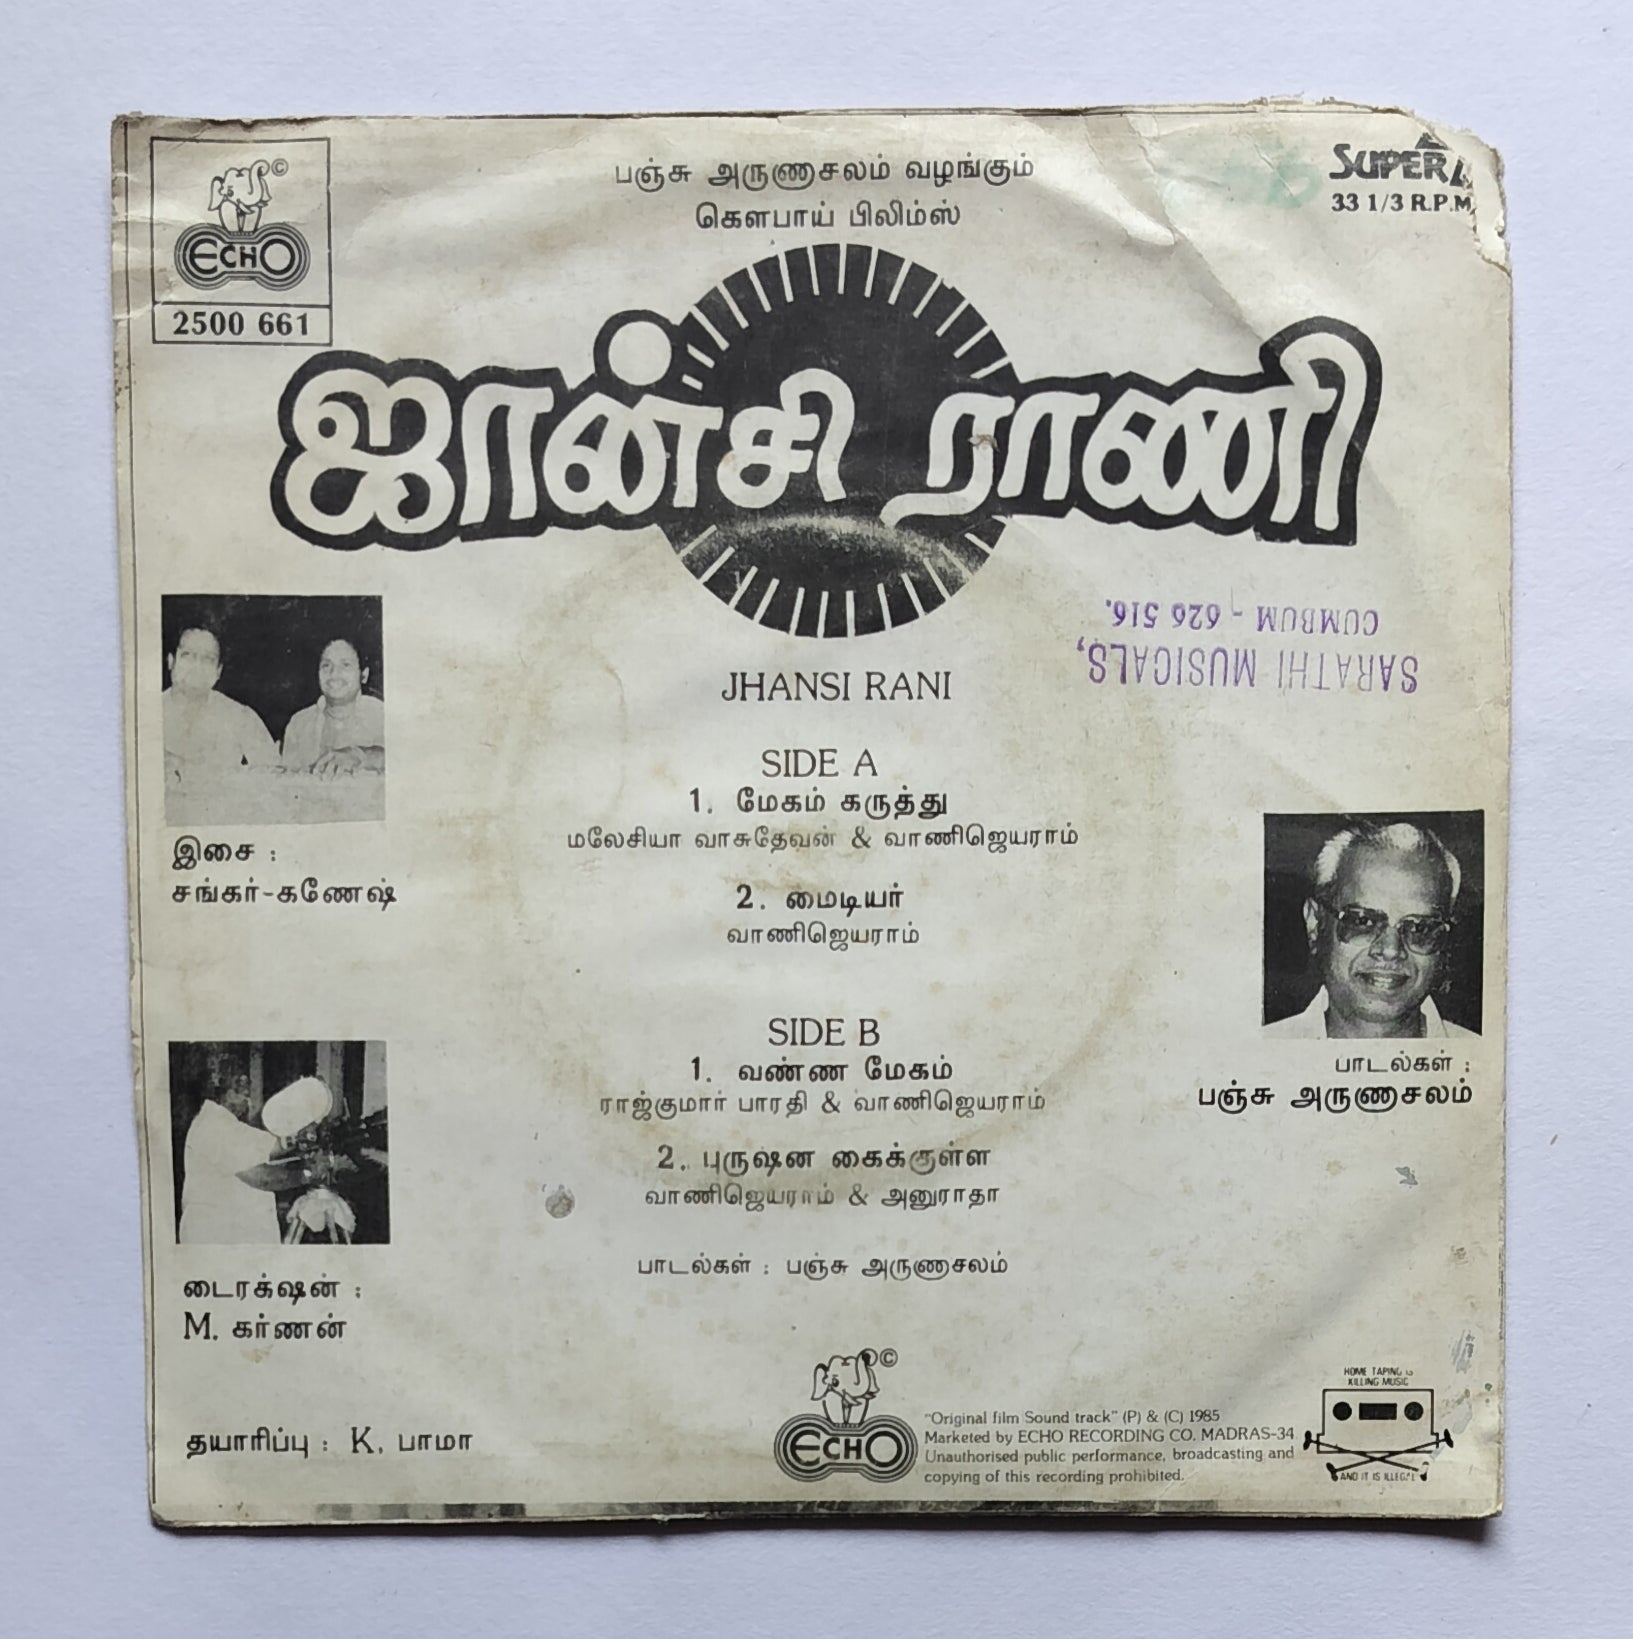 ECHO
2500 661
பஞ்சு அருணாசலம் வழங்கும்
கௌபாய் பிலிம்ஸ்
SUPER
33 1/3 R.P.M
ஜான்சி ராணி
SARATHI MUSICALS,
CUMBUM - 626 516.
JHANSI RANI
SIDE A
1. மேகம் கருத்து
மலேசியா வாசுதேவன் & வாணிஜெயராம்
2. மைடியர்
வாணிஜெயராம்
SIDE B
1. வண்ண மேகம்
ராஜ்குமார் பாரதி & வாணிஜெயராம்
2. புருஷன கைக்குள்ள
வாணிஜெயராம் & அனுராதா
பாடல்கள் : பஞ்சு அருணாசலம்
இசை :
சங்கர்-கணேஷ்
டைரக்ஷன் :
M. கர்ணன்
தயாரிப்பு : K. பாமா
பாடல்கள் :
பஞ்சு அருணாசலம்
ECHO
"Original film Sound track" (P) & (C) 1985
Marketed by ECHO RECORDING CO. MADRAS-34
Unauthorised public performance, broadcasting and
copying of this recording prohibited.
HOME TAPING IS
KILLING MUSIC
AND IT IS ILLEGAL